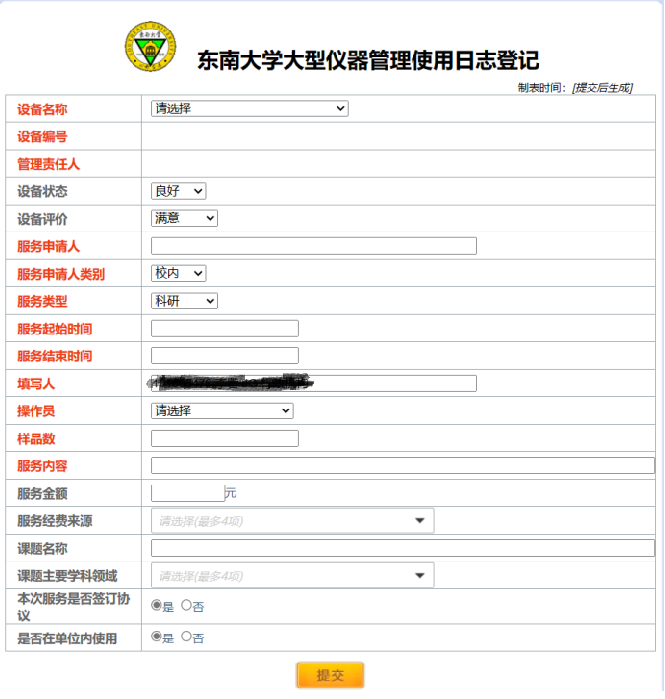 东南大学大型仪器管理使用日志登记
制表时间：[提交后生成]
设备名称 请选择
设备编号
管理责任人
设备状态 良好
设备评价 满意
服务申请人
服务申请人类别 校内
服务类型 科研
服务起始时间
服务结束时间
填写人
操作员 请选择
样品数
服务内容
服务金额 元
服务经费来源 请选择(最多4项)
课题名称
课题主要学科领域 请选择(最多4项)
本次服务是否签订协
议 是 否
是否在单位内使用 是 否
提交